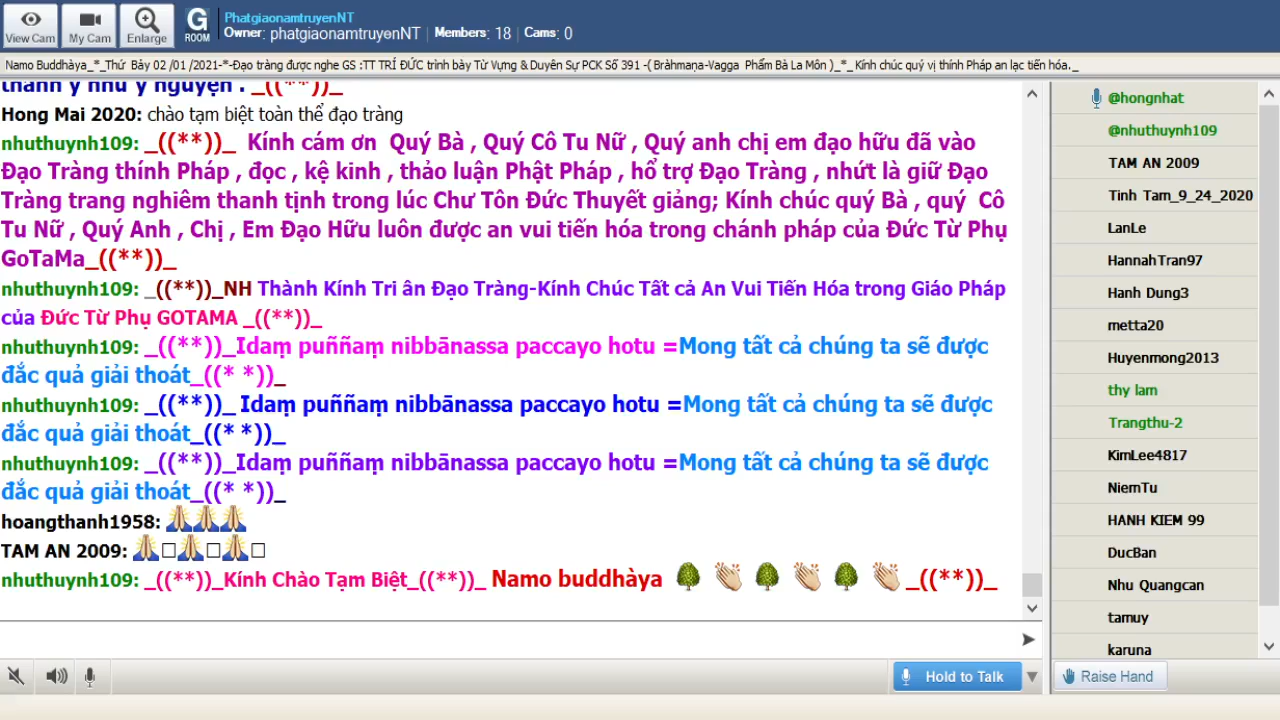 View Cam
My Cam
Enlarge
G
ROOM
PhatgiaonamtruyenNT
Owner: phatgiaonamtruyenNT | Members: 18 | Cams: 0
Namo Buddhàya_*_Thứ Bảy 02 /01 /2021-*-Đạo tràng được nghe GS :TT TRÍ ĐỨC trình bày Từ Vựng & Duyên Sự PCK Số 391 -( Bràhmaṇa-Vagga Phẩm Bà La Môn )_*_ Kính chúc quý vị thính Pháp an lạc tiến hóa._
thành ý như ý nguyện . _((**))_
Hong Mai 2020: chào tạm biệt toàn thể đạo tràng
nhuthuynh109: _((**))_ Kính cám ơn Quý Bà , Quý Cô Tu Nữ , Quý anh chị em đạo hữu đã vào
Đạo Tràng thính Pháp , đọc , kệ kinh , thảo luận Phật Pháp , hổ trợ Đạo Tràng , nhứt là giữ Đạo
Tràng trang nghiêm thanh tịnh trong lúc Chư Tôn Đức Thuyết giảng; Kính chúc quý Bà , quý Cô
Tu Nữ , Quý Anh , Chị , Em Đạo Hữu luôn được an vui tiến hóa trong chánh pháp của Đức Từ Phụ
GoTaMa_((**))_
nhuthuynh109: _((**))_NH Thành Kính Tri ân Đạo Tràng-Kính Chúc Tất cả An Vui Tiến Hóa trong Giáo Pháp
của Đức Từ Phụ GOTAMA _((**))_
nhuthuynh109: _((**))_Idaṃ puññaṃ nibbānassa paccayo hotu =Mong tất cả chúng ta sẽ được
đắc quả giải thoát_((* *))_
nhuthuynh109: _((**))_ Idaṃ puññaṃ nibbānassa paccayo hotu =Mong tất cả chúng ta sẽ được
đắc quả giải thoát_((* *))_
nhuthuynh109: _((**))_Idaṃ puññaṃ nibbānassa paccayo hotu =Mong tất cả chúng ta sẽ được
đắc quả giải thoát_((* *))_
hoangthanh1958: 🙏🙏🙏
TAM AN 2009: 🙏□🙏□🙏□
nhuthuynh109: _((**))_Kính Chào Tạm Biệt_((**))_ Namo buddhàya 🌳 👏 🌳 👏 🌳 👏 _((**))_
@hongnhat
@nhuthuynh109
TAM AN 2009
Tinh Tam_9_24_2020
LanLe
HannahTran97
Hanh Dung3
metta20
Huyenmong2013
thy lam
Trangthu-2
KimLee4817
NiemTu
HANH KIEM 99
DucBan
Nhu Quangcan
tamuy
karuna
Hold to Talk
Raise Hand